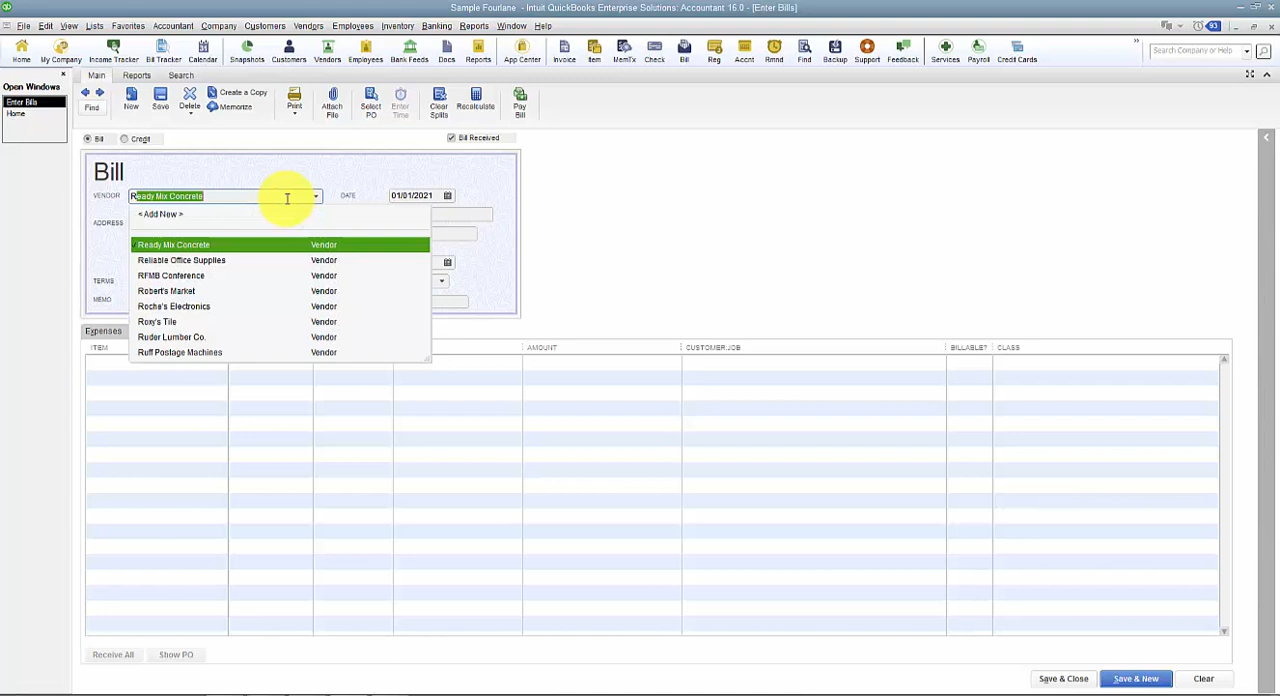 Sample Fourlane - Intuit QuickBooks Enterprise Solutions: Accountant 16.0 - [Enter Bills]
File Edit View Lists Favorites Accountant Company Customers Vendors Employees Inventory Banking Reports Window Help
93
Home My Company Income Tracker Bill Tracker Calendar Snapshots Customers Vendors Employees Bank Feeds Docs Reports App Center Invoice Item MemTx Check Bill Reg Accnt Rmnd Find Backup Support Feedback Services Payroll Credit Cards
Search Company or Help
Main Reports Search
Open Windows
Enter Bills
Home
Find
New
Save
Delete
Create a Copy
Memorize
Print
Attach File
Select PO
Enter Time
Clear Splits
Recalculate
Pay Bill
Bill Credit Bill Received
Bill
VENDOR Ready Mix Concrete DATE 01/01/2021
< Add New >
ADDRESS
Ready Mix Concrete Vendor
Reliable Office Supplies Vendor
RFMB Conference Vendor
TERMS
Robert's Market Vendor
MEMO
Roche's Electronics Vendor
Roxy's Tile Vendor
Ruder Lumber Co. Vendor
Ruff Postage Machines Vendor
Expenses
ITEM AMOUNT CUSTOMER:JOB BILLABLE? CLASS
Receive All Show PO
Save & Close Save & New Clear